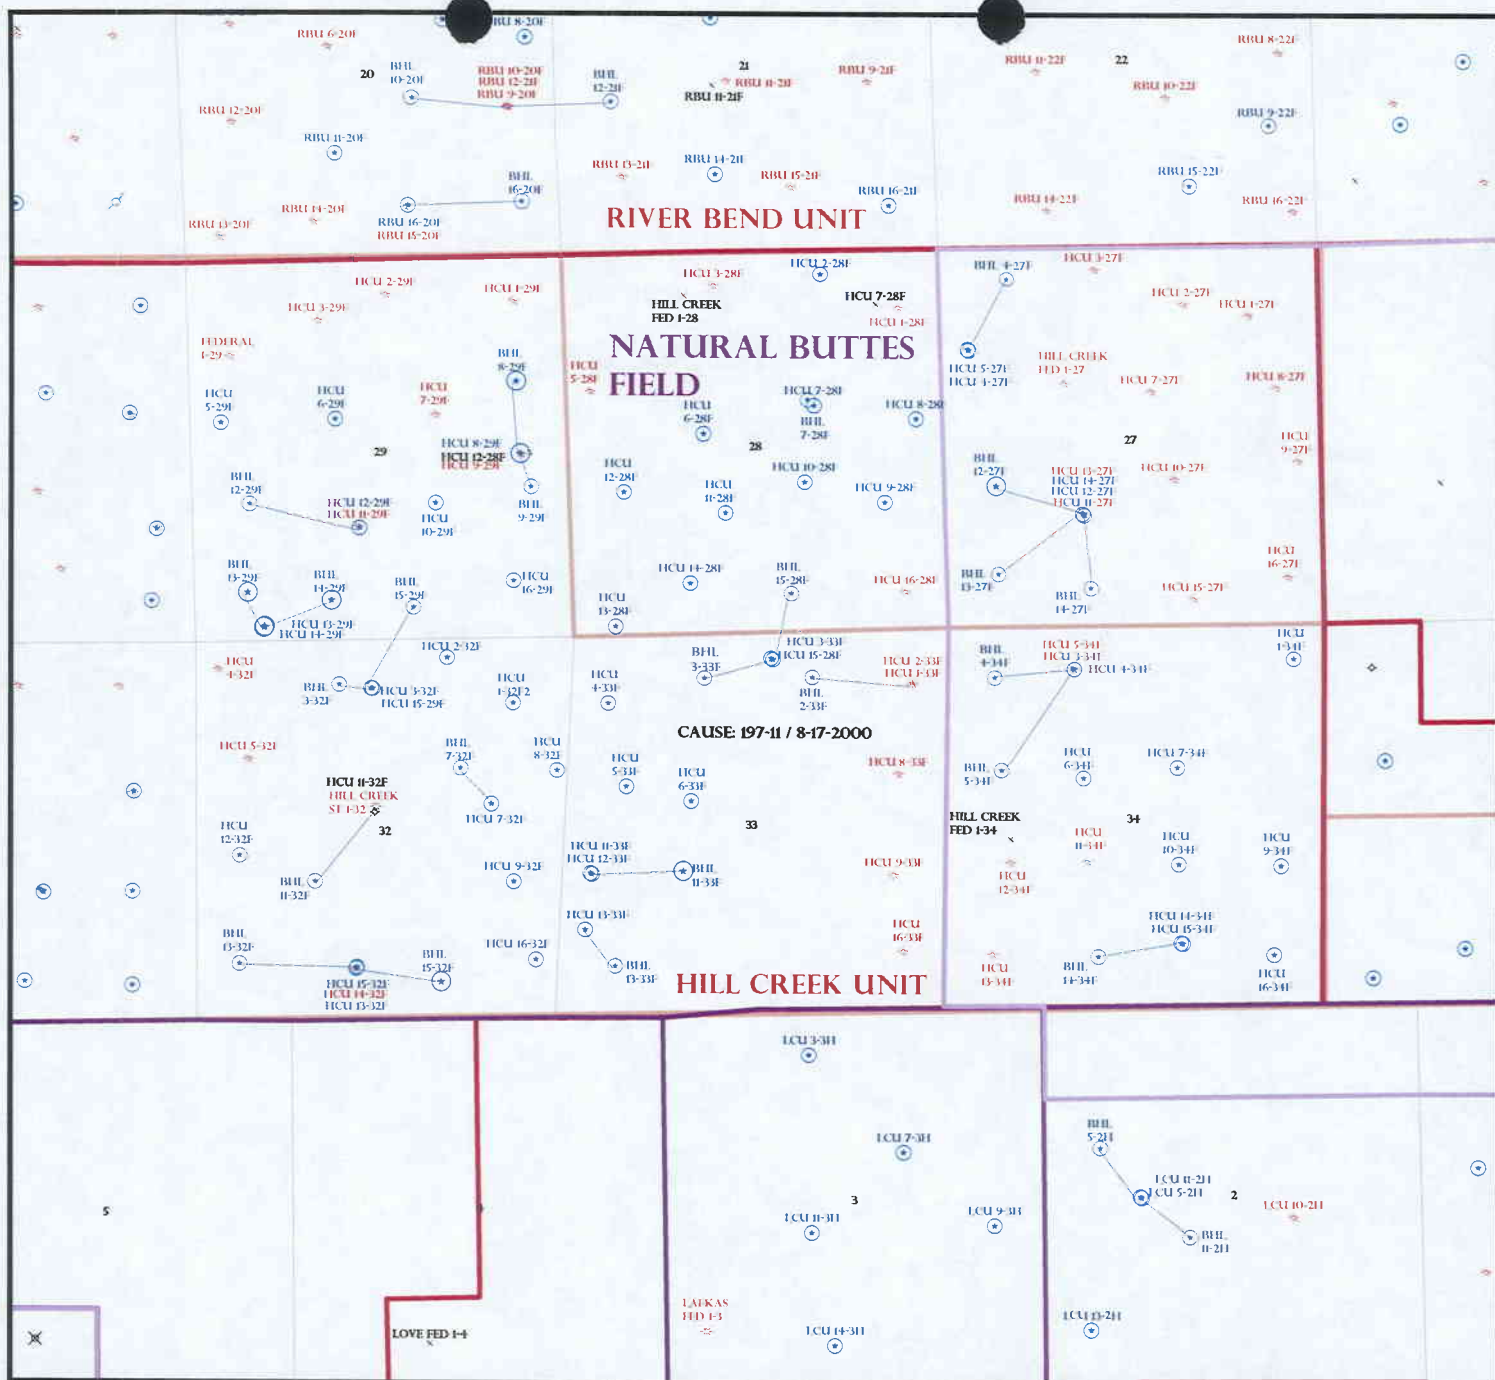 RBU 8-20F
RBU 6-20F
20
BHL
10-20F
RBU 10-20F
RBU 12-21F
RBU 9-20F
BHL
12-21F
21
RBU 11-21F
RBU 11-21F
RBU 9-21F
RBU 11-22F
22
RBU 8-22F
RBU 10-22F
RBU 9-22F
RBU 12-20F
RBU 11-20F
RBU 13-21F
RBU 14-21F
RBU 15-21F
RBU 16-21F
RBU 15-22F
RBU 14-22F
RBU 16-22F
BHL
16-20F
RBU 13-20F
RBU 14-20F
RBU 16-20F
RBU 15-20F
RIVER BEND UNIT
HCU 3-29F
HCU 2-29F
HCU 1-29F
HCU 3-28F
HCU 2-28F
HILL CREEK
FED 1-28
HCU 7-28F
HCU 1-28F
BHL 4-27F
HCU 3-27F
HCU 2-27F
HCU 1-27F
FEDERAL
1-29
NATURAL BUTTES
FIELD
BHL
8-29F
HCU
5-28F
HCU 5-27F
HCU 4-27F
HILL CREEK
FED 1-27
HCU 7-27F
HCU 8-27F
HCU
5-29F
HCU
6-29F
HCU
7-29F
HCU
6-28F
HCU 7-28F
BHL
7-28F
HCU 8-28F
29
HCU 8-29F
HCU 12-28F
HCU 9-29F
28
27
HCU
9-27F
BHL
12-29F
HCU 12-29F
HCU 11-29F
HCU
10-29F
BHL
9-29F
HCU
12-28F
HCU
11-28F
HCU 10-28F
HCU 9-28F
BHL
12-27F
HCU 13-27F
HCU 14-27F
HCU 12-27F
HCU 11-27F
HCU 10-27F
BHL
13-29F
BHL
14-29F
BHL
15-29F
HCU
16-29F
HCU 14-28F
BHL
15-28F
HCU 16-28F
BHL
13-27F
BHL
14-27F
HCU 15-27F
HCU
16-27F
HCU 13-29F
HCU 14-29F
HCU
13-28F
HCU
4-32F
HCU 2-32F
BHL
3-32F
HCU 3-32F
HCU 15-29F
HCU
1-32F2
HCU
4-33F
BHL
3-33F
HCU 3-33F
HCU 15-28F
BHL
2-33F
HCU 2-33F
HCU 1-33F
BHL
4-34F
HCU 5-34F
HCU 3-34F
HCU 4-34F
HCU
1-34F
CAUSE: 197-11 / 8-17-2000
HCU 5-32F
BHL
7-32F
HCU
8-32F
HCU
5-33F
HCU
6-33F
HCU 8-33F
BHL
5-34F
HCU
6-34F
HCU 7-34F
HCU 11-32F
HILL CREEK
ST 1-32
32
HCU 7-32F
33
HILL CREEK
FED 1-34
34
HCU
12-32F
BHL
11-32F
HCU 9-32F
HCU 11-33F
HCU 12-33F
BHL
11-33F
HCU 9-33F
HCU
12-34F
HCU
11-34F
HCU
10-34F
HCU
9-34F
BHL
13-32F
HCU 15-32F
HCU 14-32F
HCU 13-32F
BHL
15-32F
HCU 16-32F
HCU 13-33F
BHL
13-33F
HCU
16-33F
HCU
13-34F
BHL
14-34F
HCU 14-34F
HCU 15-34F
HCU
16-34F
HILL CREEK UNIT
LCU 3-3H
LCU 7-3H
BHL
5-2H
LCU 11-2H
LCU 5-2H
2
LCU 10-2H
5
3
LCU 11-3H
LCU 9-3H
BHL
11-2H
LAFKAS
FED 1-3
LCU 14-3H
LCU 13-2H
LOVE FED 1-4